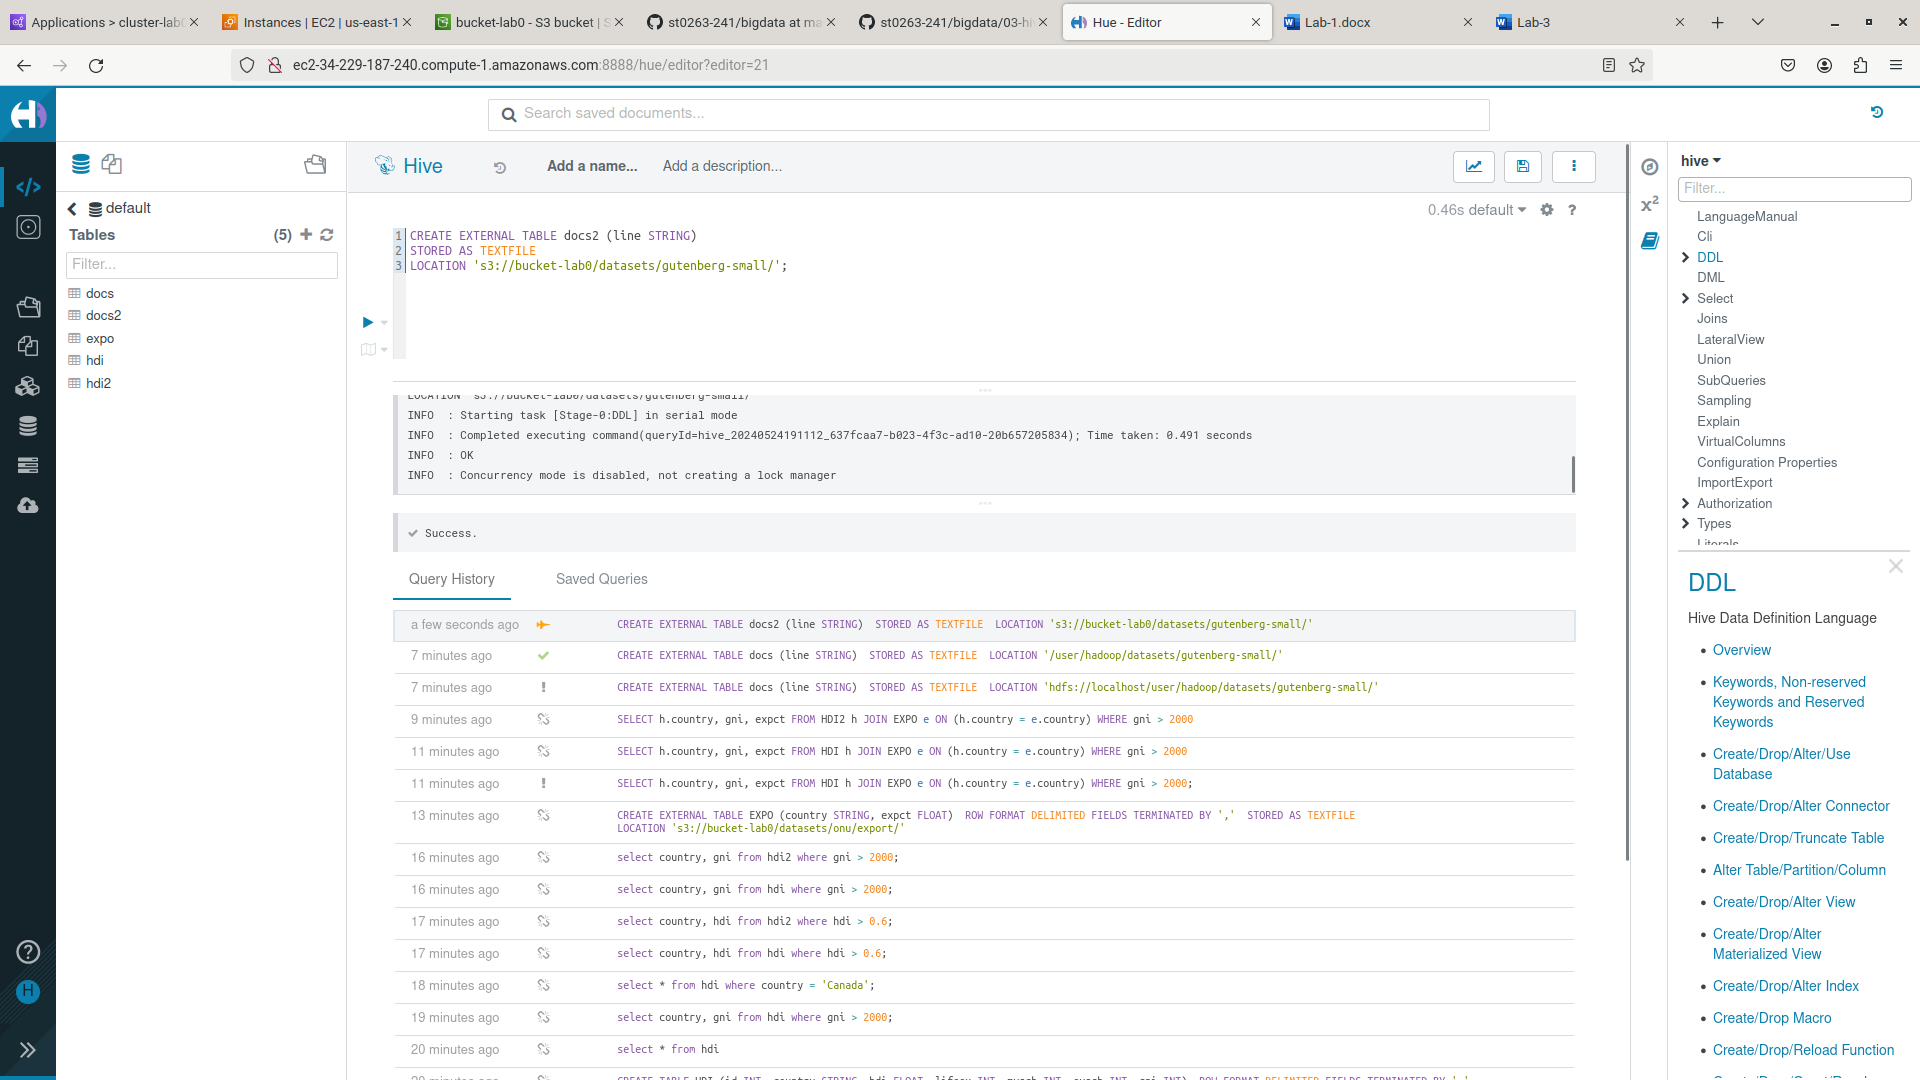 Applications > cluster-lab
Instances | EC2 | us-east-1
bucket-lab0 - S3 bucket | S
st0263-241/bigdata at ma
st0263-241/bigdata/03-hi
Hue - Editor
Lab-1.docx
Lab-3
ec2-34-229-187-240.compute-1.amazonaws.com:8888/hue/editor?editor=21
Search saved documents...
default
Tables (5)
Filter...
docs
docs2
expo
hdi
hdi2
H
Hive
Add a name...
Add a description...
0.46s default
?
1 CREATE EXTERNAL TABLE docs2 (line STRING)
2 STORED AS TEXTFILE
3 LOCATION 's3://bucket-lab0/datasets/gutenberg-small/';
LOCATION 's3://bucket-lab0/datasets/gutenberg-small/'
INFO : Starting task [Stage-0:DDL] in serial mode
INFO : Completed executing command(queryId=hive_20240524191112_637fcaa7-b023-4f3c-ad10-20b657205834); Time taken: 0.491 seconds
INFO : OK
INFO : Concurrency mode is disabled, not creating a lock manager
Success.
Query History
Saved Queries
a few seconds ago CREATE EXTERNAL TABLE docs2 (line STRING) STORED AS TEXTFILE LOCATION 's3://bucket-lab0/datasets/gutenberg-small/'
7 minutes ago CREATE EXTERNAL TABLE docs (line STRING) STORED AS TEXTFILE LOCATION '/user/hadoop/datasets/gutenberg-small/'
7 minutes ago ! CREATE EXTERNAL TABLE docs (line STRING) STORED AS TEXTFILE LOCATION 'hdfs://localhost/user/hadoop/datasets/gutenberg-small/'
9 minutes ago SELECT h.country, gni, expct FROM HDI2 h JOIN EXPO e ON (h.country = e.country) WHERE gni > 2000
11 minutes ago SELECT h.country, gni, expct FROM HDI h JOIN EXPO e ON (h.country = e.country) WHERE gni > 2000
11 minutes ago ! SELECT h.country, gni, expct FROM HDI h JOIN EXPO e ON (h.country = e.country) WHERE gni > 2000;
13 minutes ago CREATE EXTERNAL TABLE EXPO (country STRING, expct FLOAT) ROW FORMAT DELIMITED FIELDS TERMINATED BY ',' STORED AS TEXTFILE
LOCATION 's3://bucket-lab0/datasets/onu/export/'
16 minutes ago select country, gni from hdi2 where gni > 2000;
16 minutes ago select country, gni from hdi where gni > 2000;
17 minutes ago select country, hdi from hdi2 where hdi > 0.6;
17 minutes ago select country, hdi from hdi where hdi > 0.6;
18 minutes ago select * from hdi where country = 'Canada';
19 minutes ago select country, gni from hdi where gni > 2000;
20 minutes ago select * from hdi
x²
hive
Filter...
LanguageManual
Cli
DDL
DML
Select
Joins
LateralView
Union
SubQueries
Sampling
Explain
VirtualColumns
Configuration Properties
ImportExport
Authorization
Types
Literals
DDL
Hive Data Definition Language
Overview
Keywords, Non-reserved
Keywords and Reserved
Keywords
Create/Drop/Alter/Use
Database
Create/Drop/Alter Connector
Create/Drop/Truncate Table
Alter Table/Partition/Column
Create/Drop/Alter View
Create/Drop/Alter
Materialized View
Create/Drop/Alter Index
Create/Drop Macro
Create/Drop/Reload Function